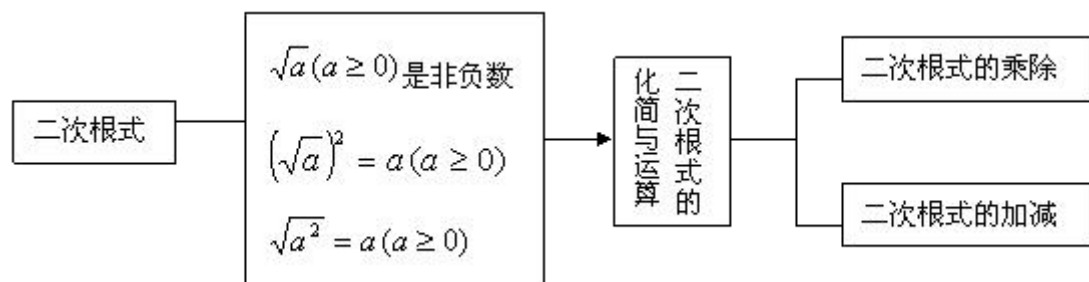 二次根式
√a(a≥0)是非负数
(√a)²=a(a≥0)
√a²=a(a≥0)
二次根式的
化简与运算
二次根式的乘除
二次根式的加减